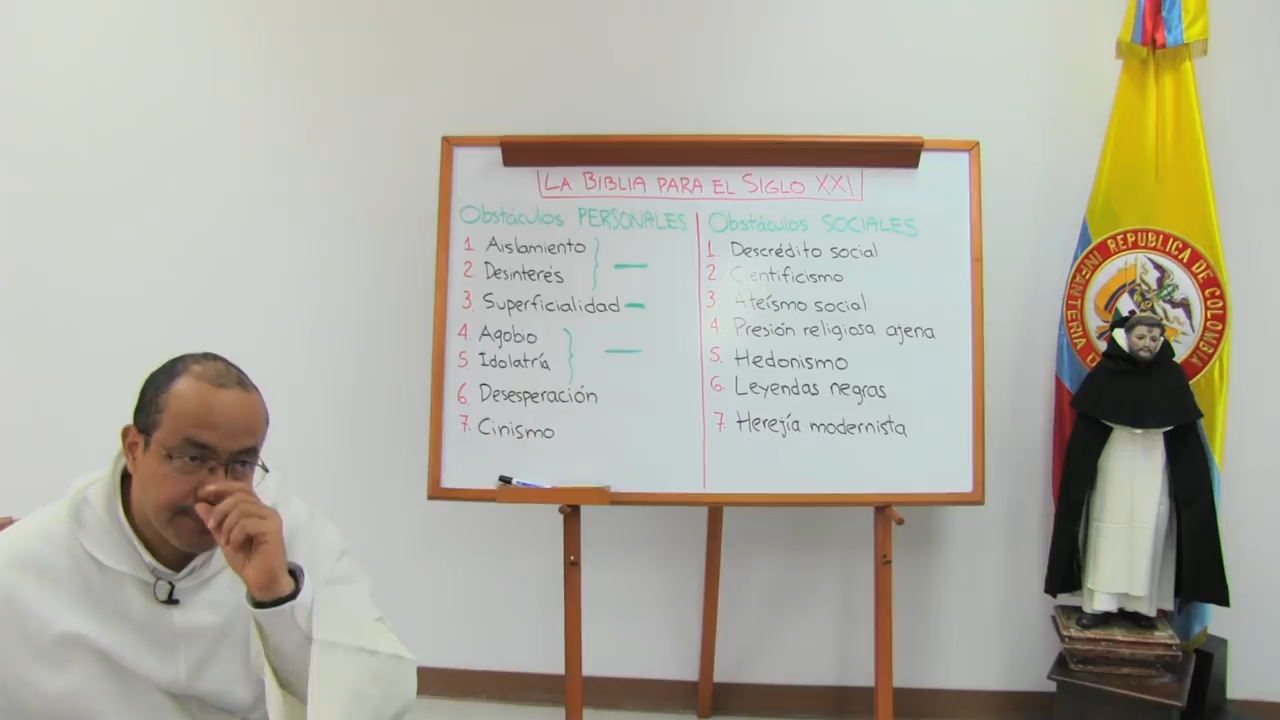 LA BIBLIA PARA EL SIGLO XXI
Obstáculos PERSONALES
1. Aislamiento
2. Desinterés
3. Superficialidad
4. Agobio
5. Idolatría
6. Desesperación
7. Cinismo
Obstáculos SOCIALES
1. Descrédito social
2 Cientificismo
3 Ateísmo social
4 Presión religiosa ajena
5. Hedonismo
6. Leyendas negras
7. Herejía modernista
REPUBLICA DE COLOMBIA
INFANTERIA